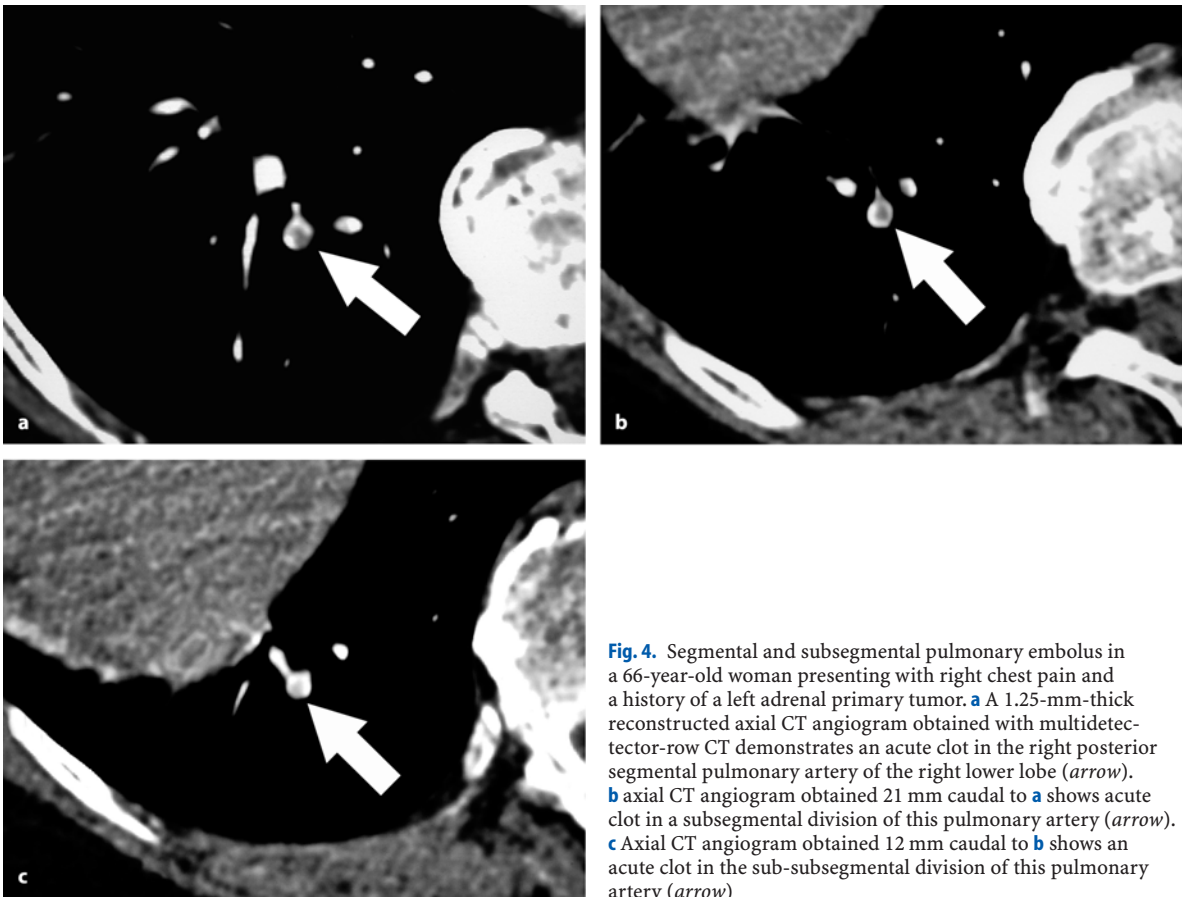 a
b
c
Fig. 4. Segmental and subsegmental pulmonary embolus in
a 66-year-old woman presenting with right chest pain and
a history of a left adrenal primary tumor. a A 1.25-mm-thick
reconstructed axial CT angiogram obtained with multidetec-
tector-row CT demonstrates an acute clot in the right posterior
segmental pulmonary artery of the right lower lobe (arrow).
b axial CT angiogram obtained 21 mm caudal to a shows acute
clot in a subsegmental division of this pulmonary artery (arrow).
c Axial CT angiogram obtained 12 mm caudal to b shows an
acute clot in the sub-subsegmental division of this pulmonary
artery (arrow)